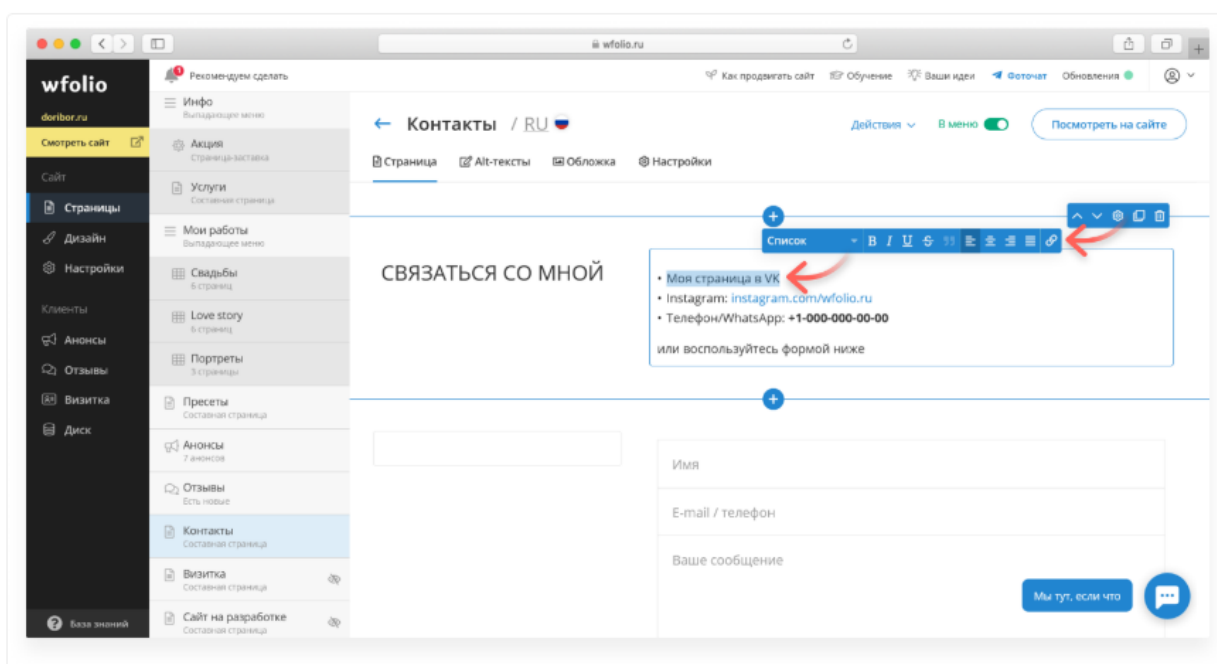 wfolio.ru
wfolio
doribor.ru
Смотреть сайт
Сайт
Страницы
Дизайн
Настройки
Клиенты
Анонсы
Отзывы
Визитка
Диск
База знаний
1
Рекомендуем сделать
Инфо
Выпадающее меню
Акция
Страница-заставка
Услуги
Составная страница
Мои работы
Выпадающее меню
Свадьбы
6 страниц
Love story
6 страниц
Портреты
3 страницы
Пресеты
Составная страница
Анонсы
7 анонсов
Отзывы
Есть новые
Контакты
Составная страница
Визитка
Составная страница
Сайт на разработке
Составная страница
Как продвигать сайт Обучение Ваши идеи Фоточат Обновления
← Контакты / RU
Действия В меню Посмотреть на сайте
Страница Alt-тексты Обложка Настройки
Список B I U S
СВЯЗАТЬСЯ СО МНОЙ
• Моя страница в VK
• Instagram: instagram.com/wfolio.ru
• Телефон/WhatsApp: +1-000-000-00-00
или воспользуйтесь формой ниже
Имя
E-mail / телефон
Ваше сообщение
Мы тут, если что